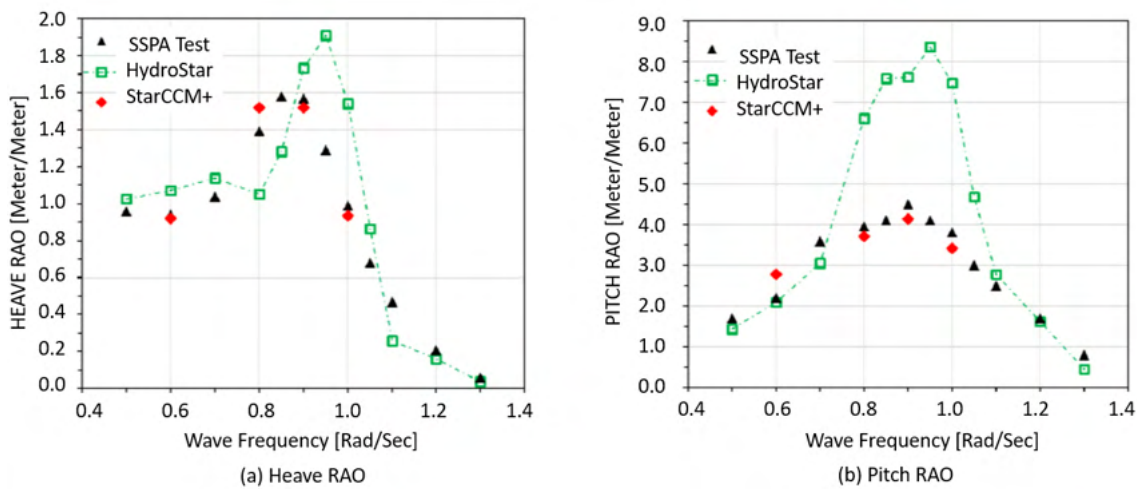 2.0
1.8
1.6
1.4
1.2
1.0
0.8
0.6
0.4
0.2
0.0
HEAVE RAO [Meter/Meter]
SSPA Test
HydroStar
StarCCM+
0.4 0.6 0.8 1.0 1.2 1.4
Wave Frequency [Rad/Sec]
(a) Heave RAO
9.0
8.0
7.0
6.0
5.0
4.0
3.0
2.0
1.0
0.0
PITCH RAO [Meter/Meter]
SSPA Test
HydroStar
StarCCM+
0.4 0.6 0.8 1.0 1.2 1.4
Wave Frequency [Rad/Sec]
(b) Pitch RAO